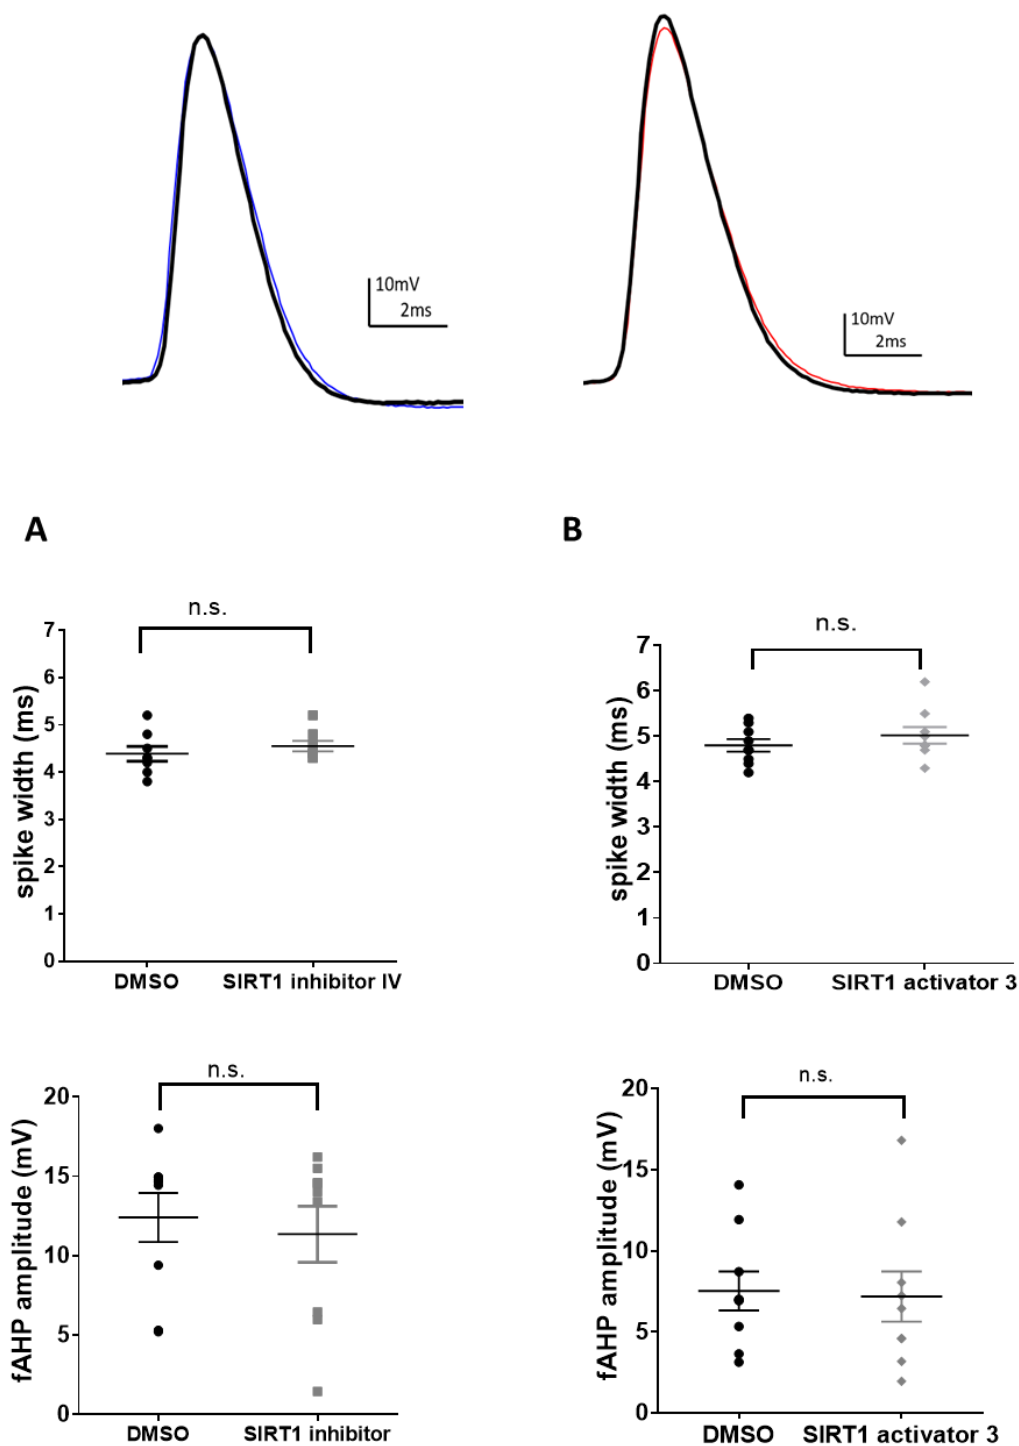 10mV
2ms
10mV
2ms
A
B
n.s.
7
6
5
4
3
2
1
0
spike width (ms)
DMSO
SIRT1 inhibitor IV
n.s.
7
6
5
4
3
2
1
0
spike width (ms)
DMSO
SIRT1 activator 3
n.s.
20
15
10
5
0
fAHP amplitude (mV)
DMSO
SIRT1 inhibitor
n.s.
20
15
10
5
0
fAHP amplitude (mV)
DMSO
SIRT1 activator 3